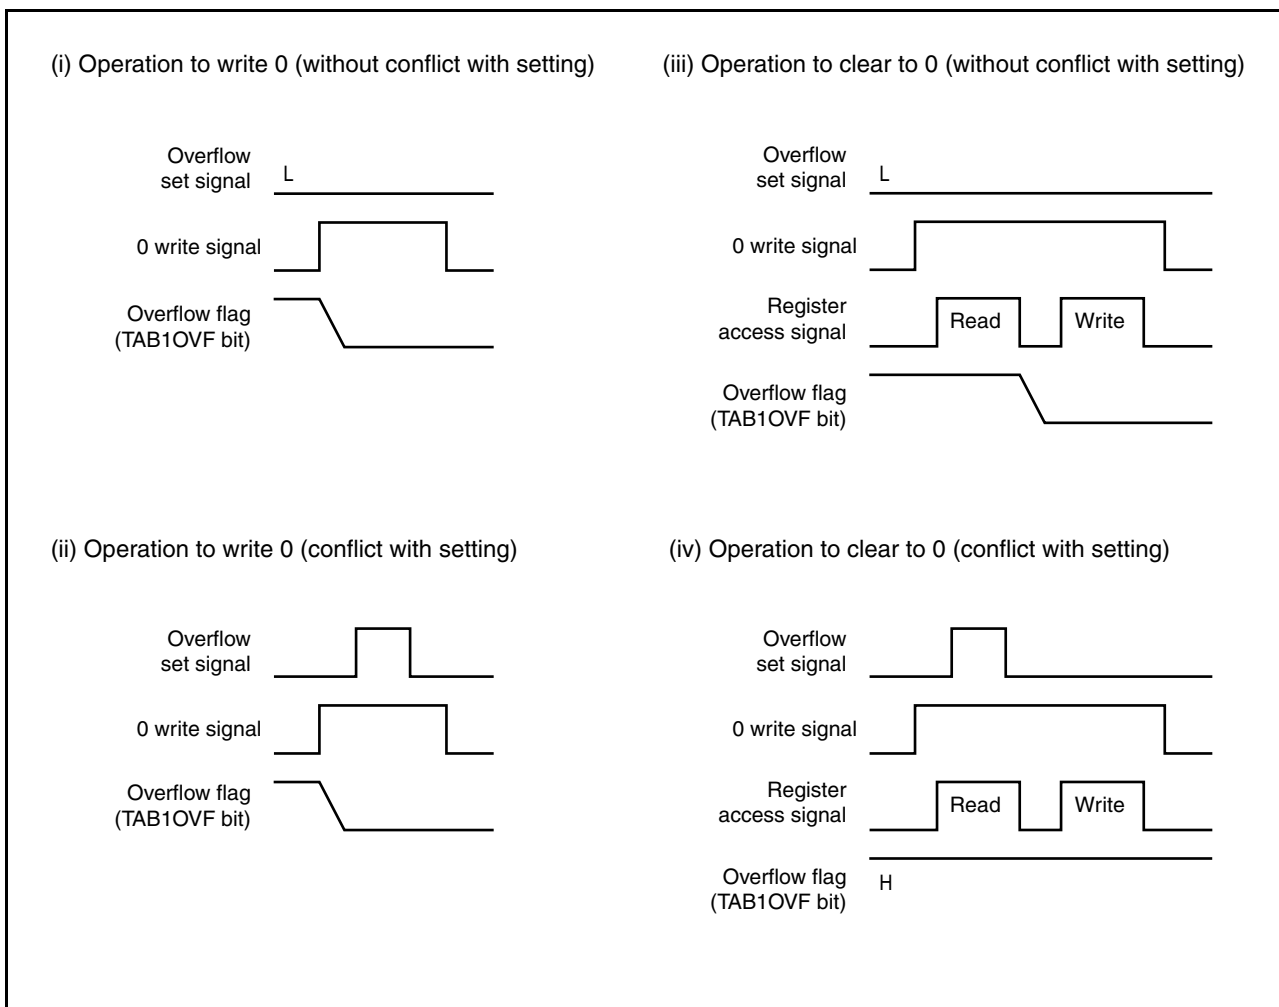 (i) Operation to write 0 (without conflict with setting)
Overflow
set signal
L
0 write signal
Overflow flag
(TAB1OVF bit)
(iii) Operation to clear to 0 (without conflict with setting)
Overflow
set signal
L
0 write signal
Register
access signal
Read
Write
Overflow flag
(TAB1OVF bit)
(ii) Operation to write 0 (conflict with setting)
Overflow
set signal
0 write signal
Overflow flag
(TAB1OVF bit)
(iv) Operation to clear to 0 (conflict with setting)
Overflow
set signal
0 write signal
Register
access signal
Read
Write
Overflow flag
(TAB1OVF bit)
H